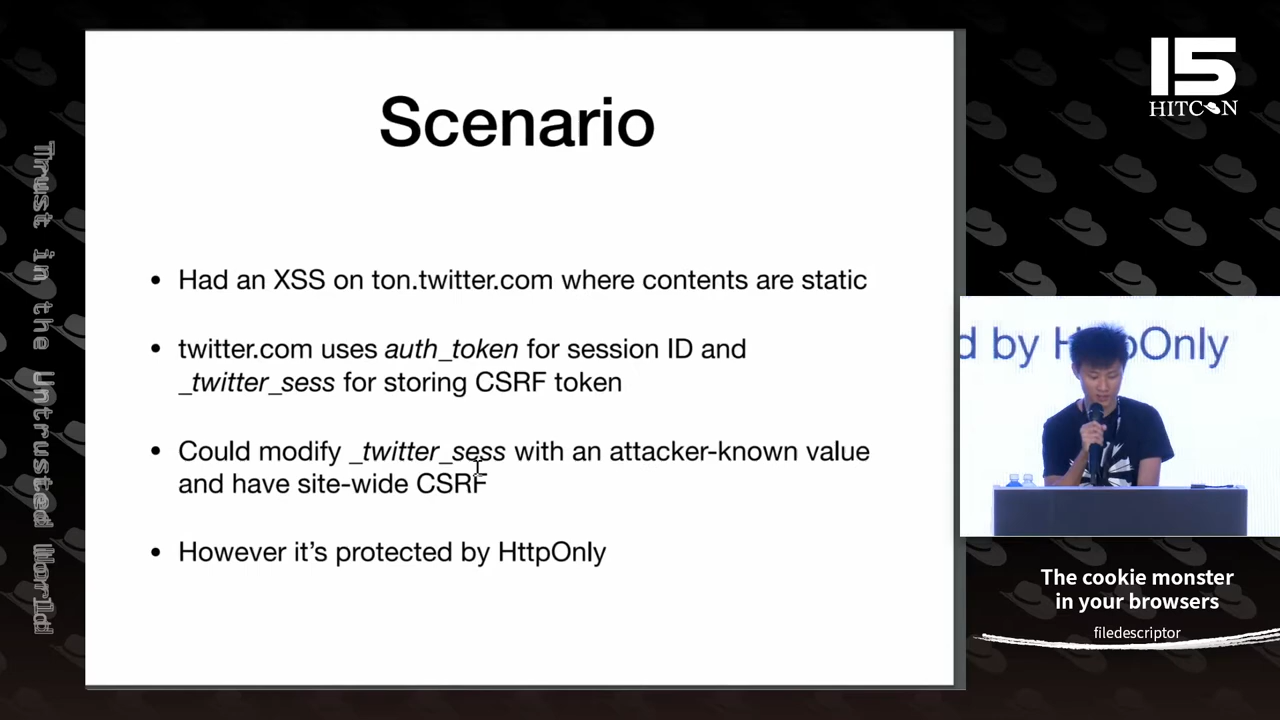 Scenario
• Had an XSS on ton.twitter.com where contents are static
• twitter.com uses auth_token for session ID and
_twitter_sess for storing CSRF token
• Could modify _twitter_sess with an attacker-known value
and have site-wide CSRF
• However it's protected by HttpOnly
Trust in the Untrusted World
15
HITCON
d by HttpOnly
The cookie monster
in your browsers
filedescriptor